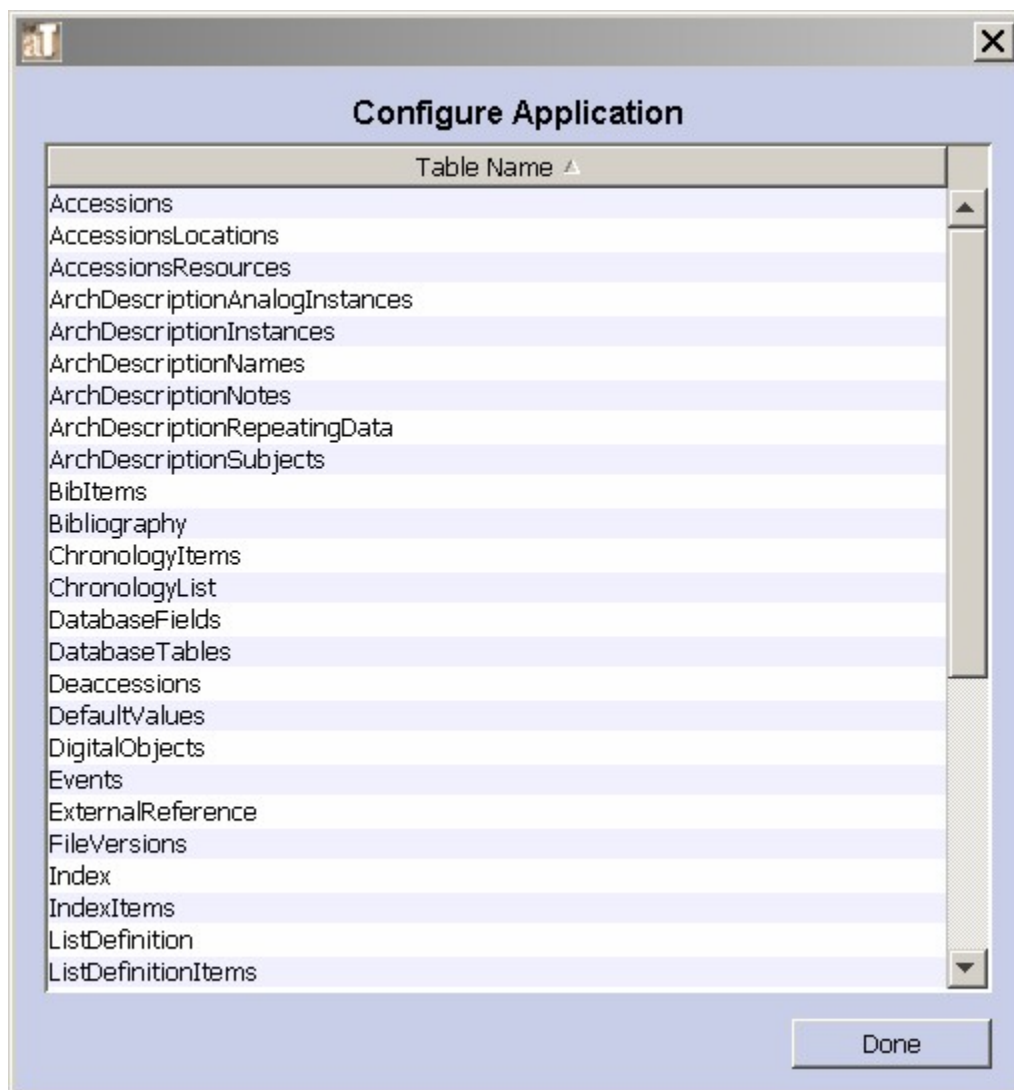 aT
Configure Application
Table Name
Accessions
AccessionsLocations
AccessionsResources
ArchDescriptionAnalogInstances
ArchDescriptionInstances
ArchDescriptionNames
ArchDescriptionNotes
ArchDescriptionRepeatingData
ArchDescriptionSubjects
BibItems
Bibliography
ChronologyItems
ChronologyList
DatabaseFields
DatabaseTables
Deaccessions
DefaultValues
DigitalObjects
Events
ExternalReference
FileVersions
Index
IndexItems
ListDefinition
ListDefinitionItems
Done